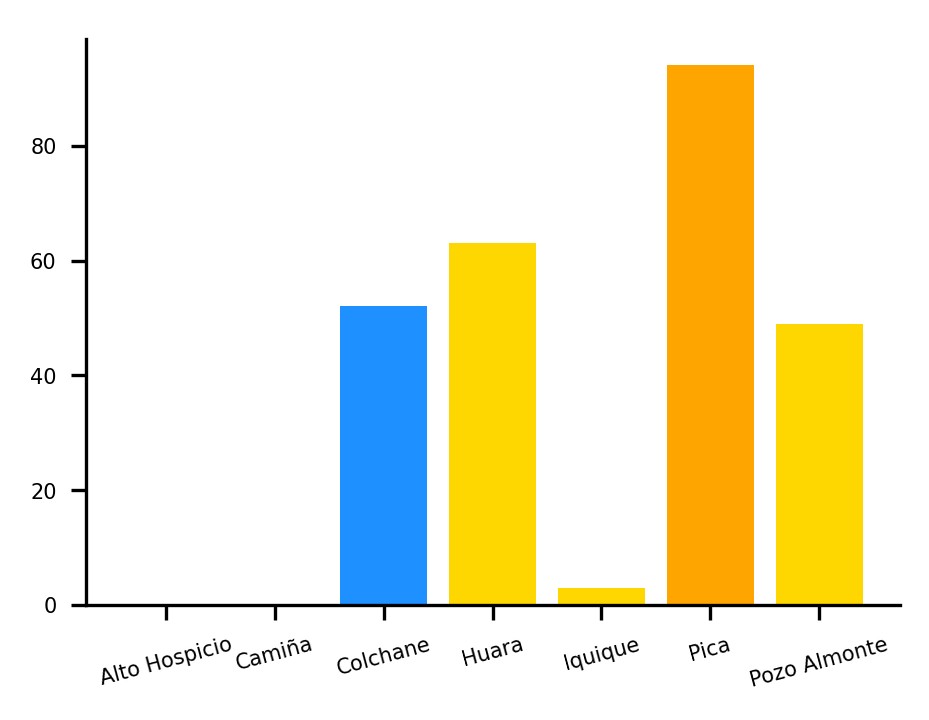 80
60
40
20
0
Alto Hospicio
Camiña
Colchane
Huara
Iquique
Pica
Pozo Almonte